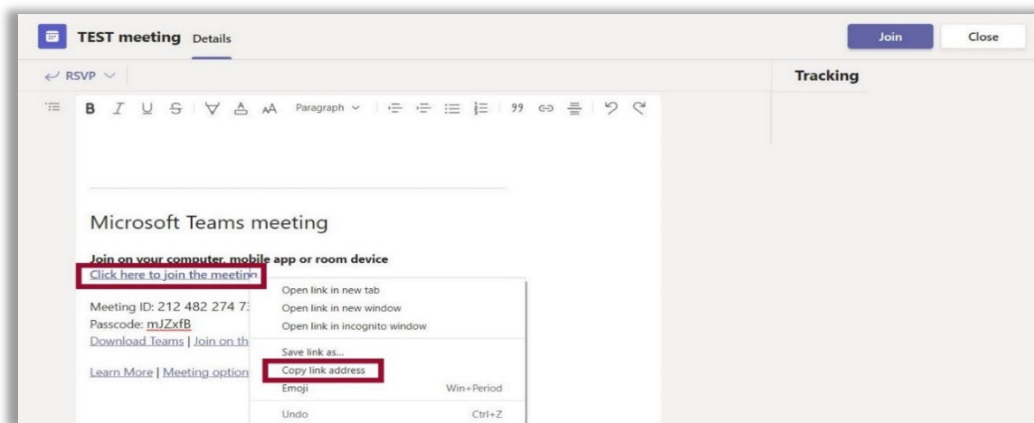 TEST meeting Details Join Close
RSVP Tracking
B I U S AA Paragraph
Microsoft Teams meeting
Join on your computer, mobile app or room device
Click here to join the meeting
Open link in new tab
Meeting ID: 212 482 274 7
Open link in new window
Passcode: mJZxfB
Open link in incognito window
Download Teams | Join on th
Save link as...
Learn More | Meeting option
Copy link address
Emoji Win+Period
Undo Ctrl+Z